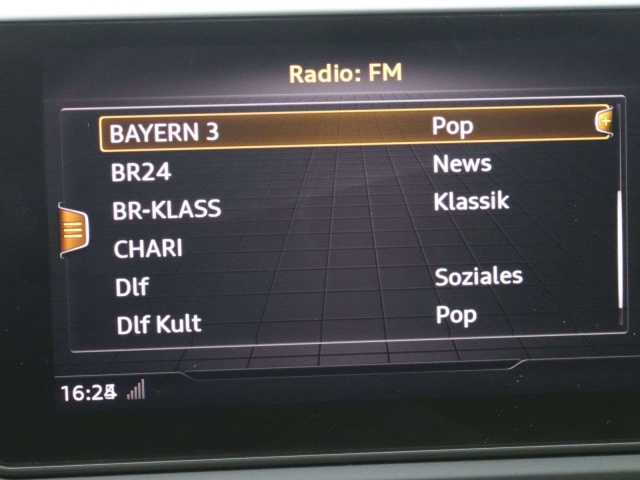 Radio: FM
BAYERN 3 Pop
BR24 News
BR-KLASS Klassik
CHARI
Dlf Soziales
Dlf Kult Pop